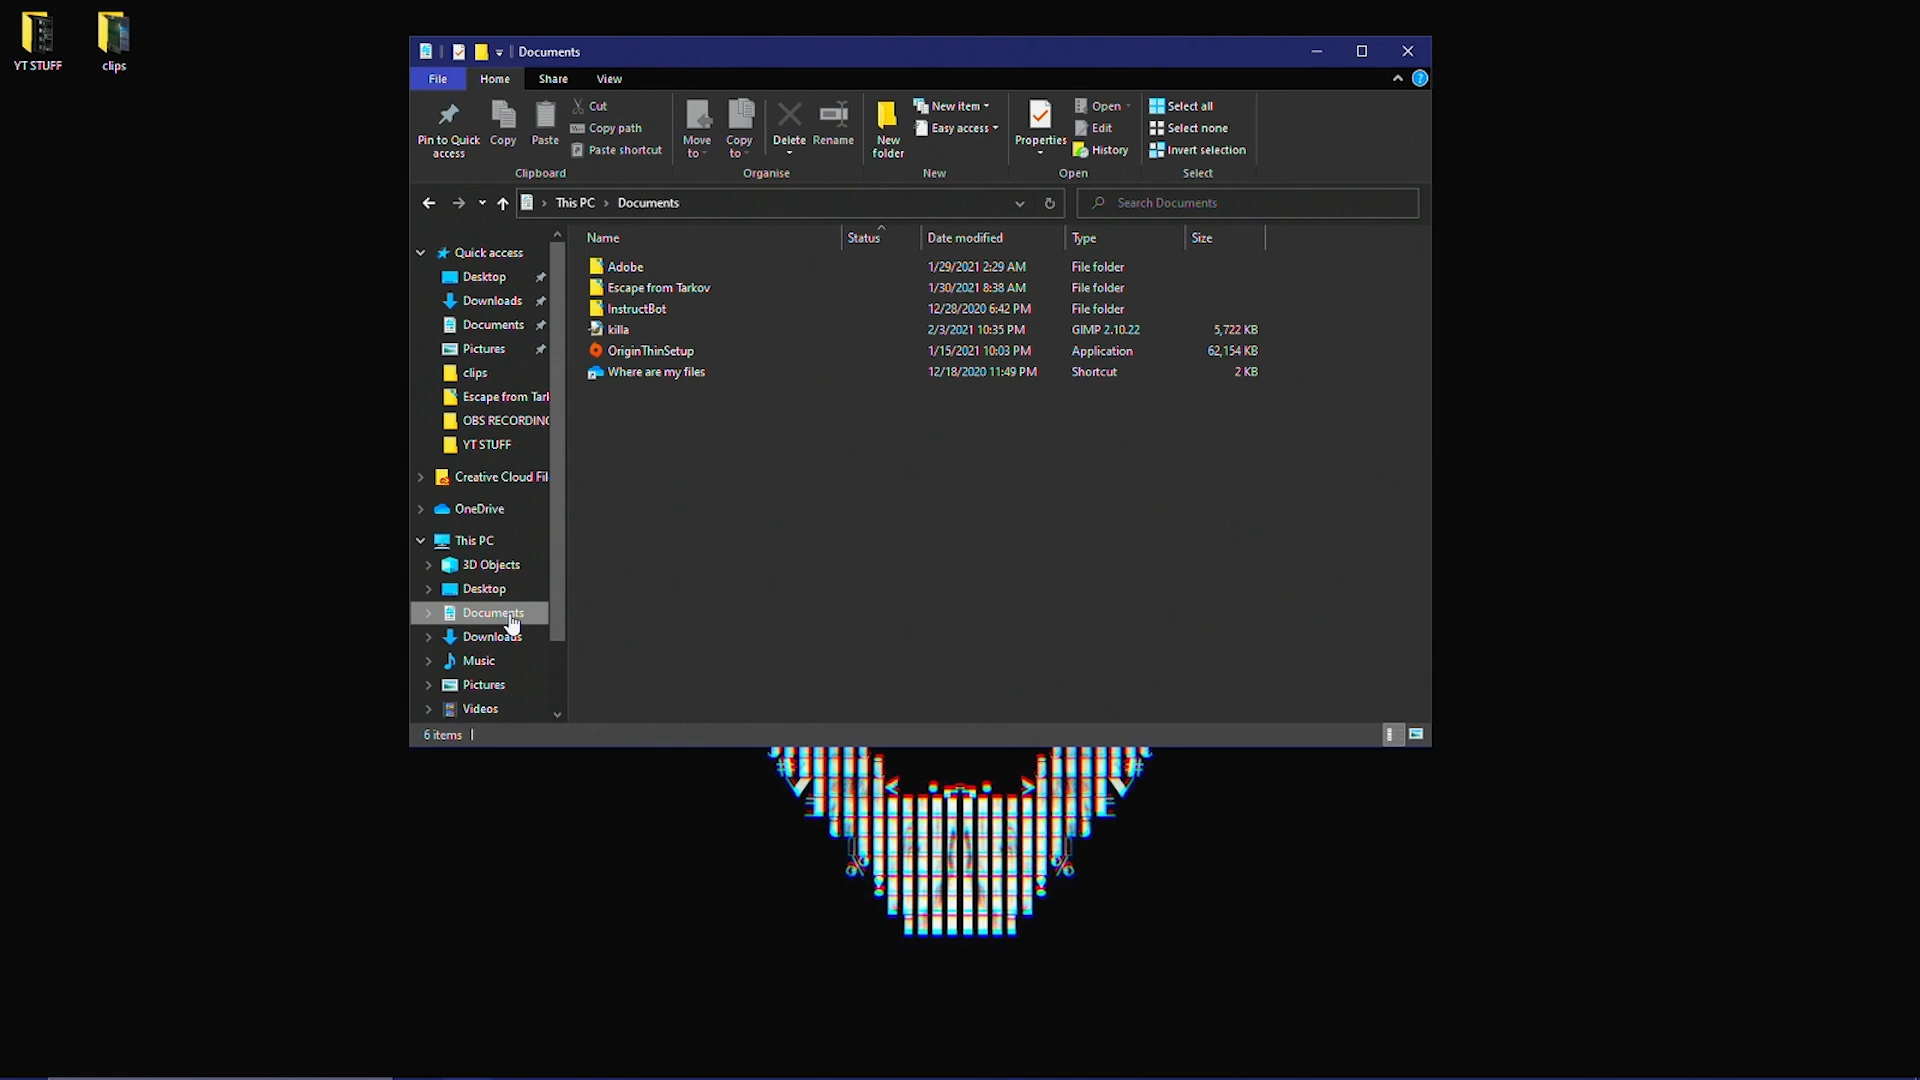 YT STUFF
clips
Documents
File Home Share View
Pin to Quick access
Copy
Paste
Cut
Copy path
Paste shortcut
Clipboard
Move to
Copy to
Delete
Rename
Organise
New folder
New item
Easy access
New
Properties
Open
Edit
History
Open
Select all
Select none
Invert selection
Select
This PC > Documents
Search Documents
Name Status Date modified Type Size
Adobe 1/29/2021 2:29 AM File folder
Escape from Tarkov 1/30/2021 8:38 AM File folder
InstructBot 12/28/2020 6:42 PM File folder
killa 2/3/2021 10:35 PM GIMP 2.10.22 5,722 KB
OriginThinSetup 1/15/2021 10:03 PM Application 62,154 KB
Where are my files 12/18/2020 11:49 PM Shortcut 2 KB
Quick access
Desktop
Downloads
Documents
Pictures
clips
Escape from Tark
OBS RECORDING
YT STUFF
Creative Cloud Fil
OneDrive
This PC
3D Objects
Desktop
Documents
Downloads
Music
Pictures
Videos
6 items